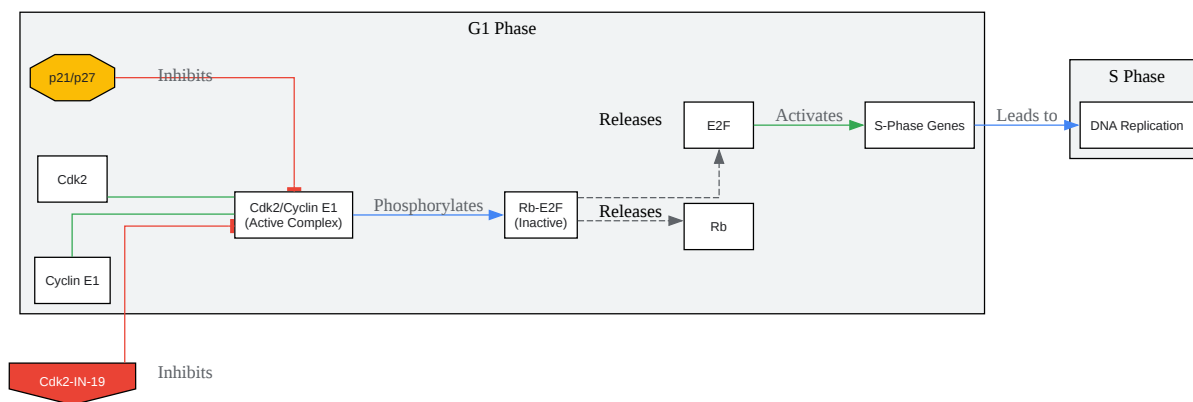 G1 Phase
p21/p27
Inhibits
S Phase
Releases
E2F
Activates
S-Phase Genes
Leads to
DNA Replication
Cdk2
Cdk2/Cyclin E1
(Active Complex)
Phosphorylates
Rb-E2F
(Inactive)
Releases
Rb
Cyclin E1
Cdk2-IN-19
Inhibits